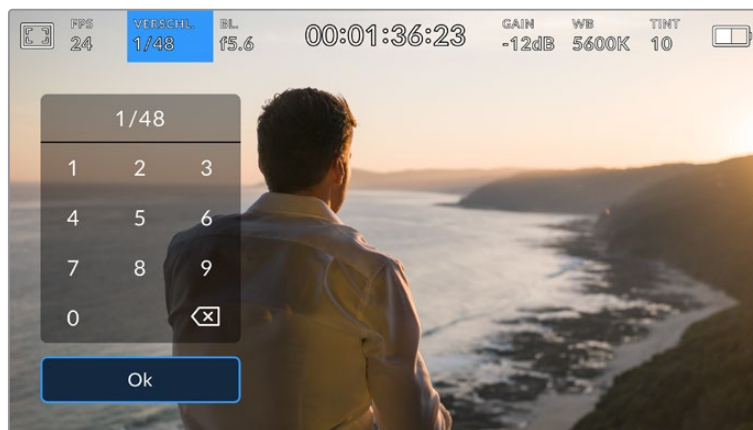 FPS VERSCHL. BL. GAIN WB TINT
24 1/48 f5.6 00:01:36:23 -12dB 5600K 10
1/48
1 2 3
4 5 6
7 8 9
0
Ok